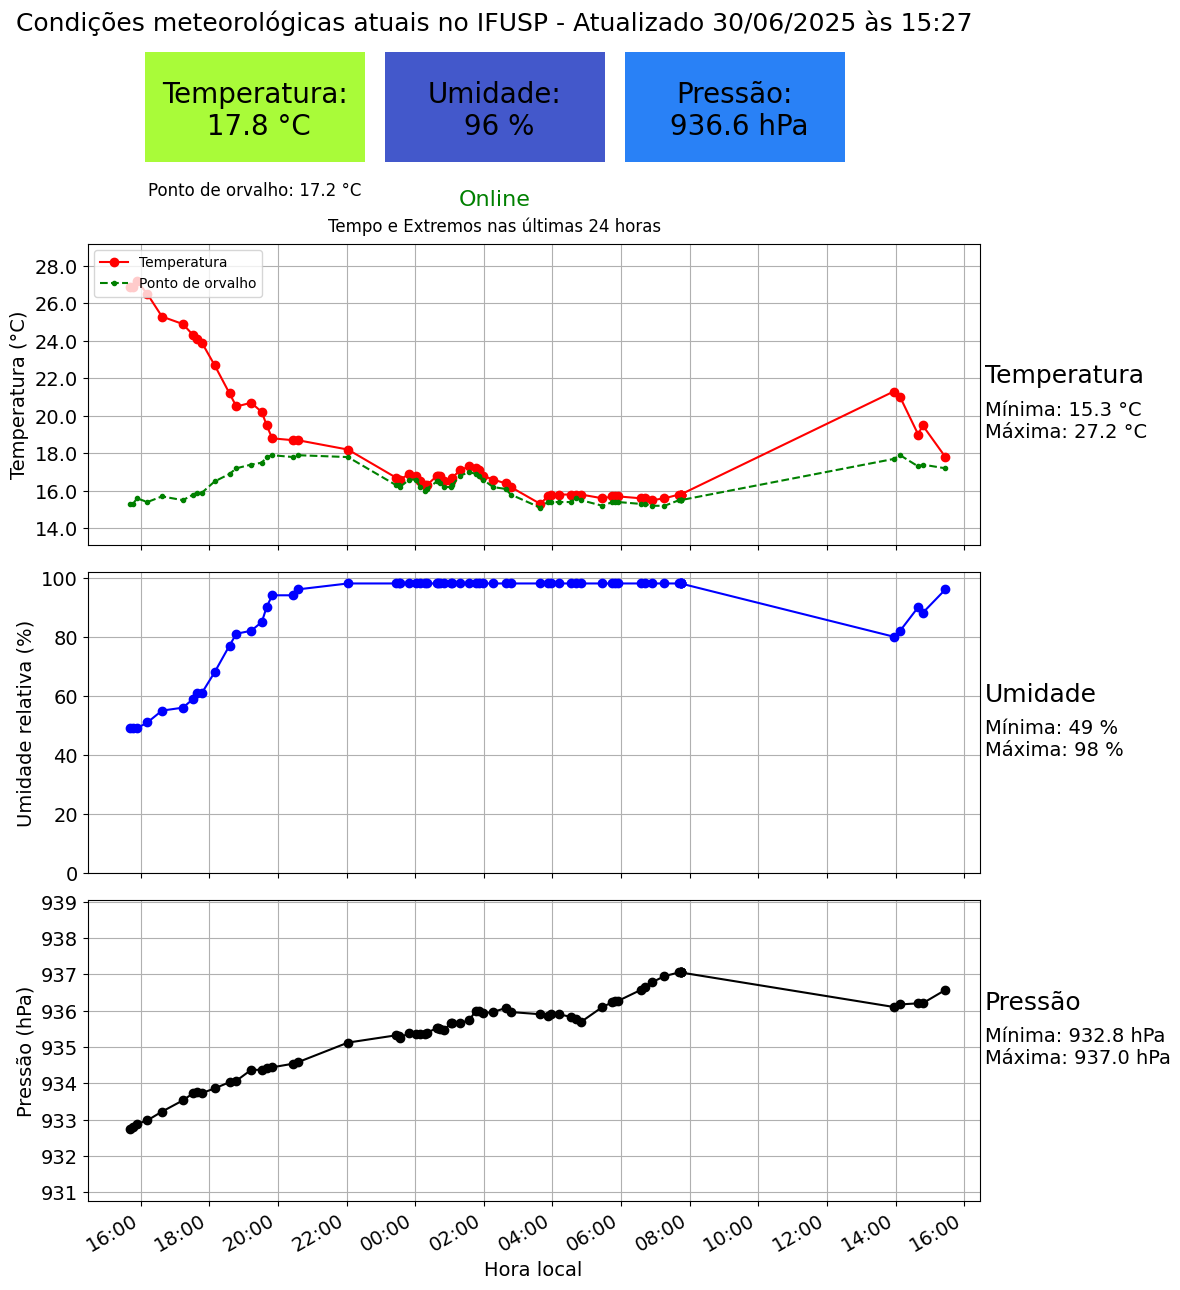 Condições meteorológicas atuais no IFUSP - Atualizado 30/06/2025 às 15:27
Temperatura:
17.8 °C
Umidade:
96 %
Pressão:
936.6 hPa
Ponto de orvalho: 17.2 °C
Online
Tempo e Extremos nas últimas 24 horas
Temperatura
Ponto de orvalho
Temperatura (°C)
28.0
26.0
24.0
22.0
20.0
18.0
16.0
14.0
Temperatura
Mínima: 15.3 °C
Máxima: 27.2 °C
Umidade relativa (%)
100
80
60
40
20
0
Umidade
Mínima: 49 %
Máxima: 98 %
Pressão (hPa)
939
938
937
936
935
934
933
932
931
Pressão
Mínima: 932.8 hPa
Máxima: 937.0 hPa
16:00
18:00
20:00
22:00
00:00
02:00
04:00
06:00
08:00
10:00
12:00
14:00
16:00
Hora local